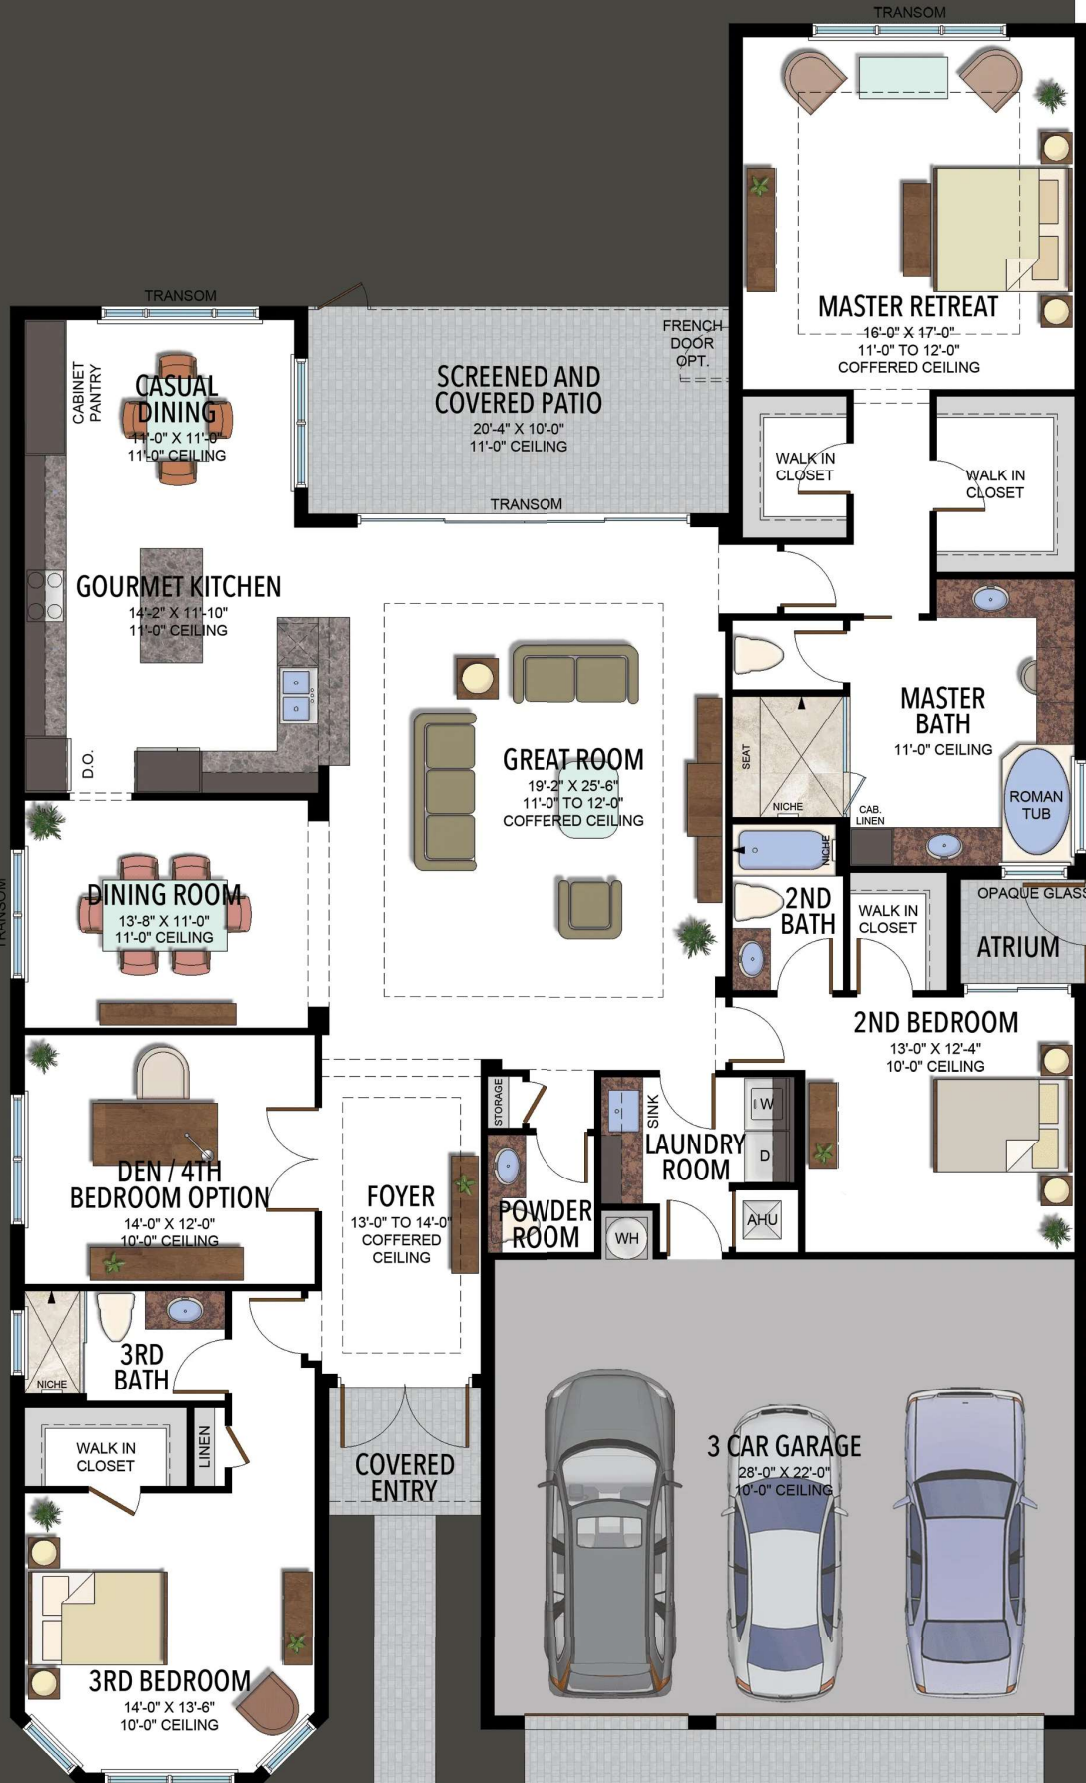 TRANSOM
MASTER RETREAT
16'-0" X 17'-0"
11'-0" TO 12'-0"
COFFERED CEILING
TRANSOM
FRENCH
DOOR
OPT.
CABINET
PANTRY
CASUAL
DINING
11'-0" X 11'-0"
11'-0" CEILING
SCREENED AND
COVERED PATIO
20'-4" X 10'-0"
11'-0" CEILING
TRANSOM
WALK IN
CLOSET
WALK IN
CLOSET
GOURMET KITCHEN
14'-2" X 11'-10"
11'-0" CEILING
D.O.
GREAT ROOM
19'-2" X 25'-6"
11'-0" TO 12'-0"
COFFERED CEILING
MASTER
BATH
11'-0" CEILING
SEAT
NICHE
CAB.
LINEN
ROMAN
TUB
NICHE
TRANSOM
DINING ROOM
13'-8" X 11'-0"
11'-0" CEILING
2ND
BATH
WALK IN
CLOSET
OPAQUE GLASS
ATRIUM
2ND BEDROOM
13'-0" X 12'-4"
10'-0" CEILING
STORAGE
SINK
W
D
LAUNDRY
ROOM
DEN / 4TH
BEDROOM OPTION
14'-0" X 12'-0"
10'-0" CEILING
FOYER
13'-0" TO 14'-0"
COFFERED
CEILING
POWDER
ROOM
WH
AHU
NICHE
3RD
BATH
WALK IN
CLOSET
LINEN
COVERED
ENTRY
3 CAR GARAGE
28'-0" X 22'-0"
10'-0" CEILING
3RD BEDROOM
14'-0" X 13'-6"
10'-0" CEILING